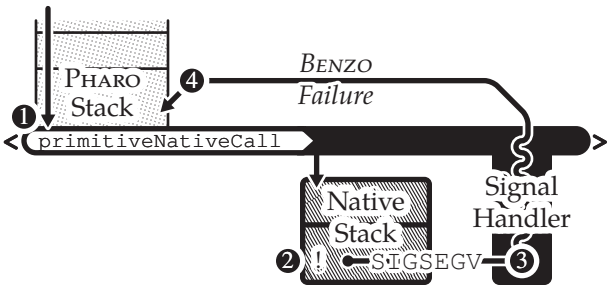 PHARO
Stack
4
BENZO
Failure
1
< primitiveNativeCall >
Native
Stack
Signal
Handler
2 ! SIGSEGV 3